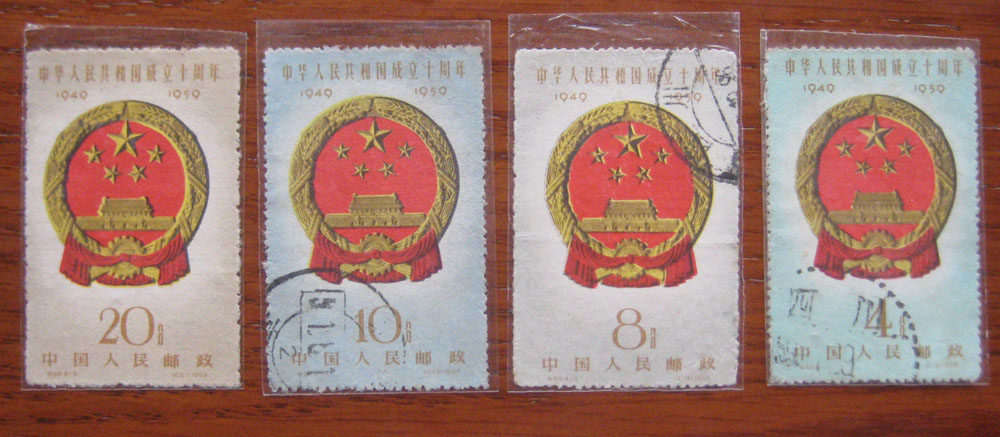 中华人民共和国成立十周年
1949 1959
20分
中国人民邮政
中华人民共和国成立十周年
1949 1959
10分
中国人民邮政
中华人民共和国成立十周年
1949 1959
8分
中国人民邮政
中华人民共和国成立十周年
1949 1959
4分
中国人民邮政